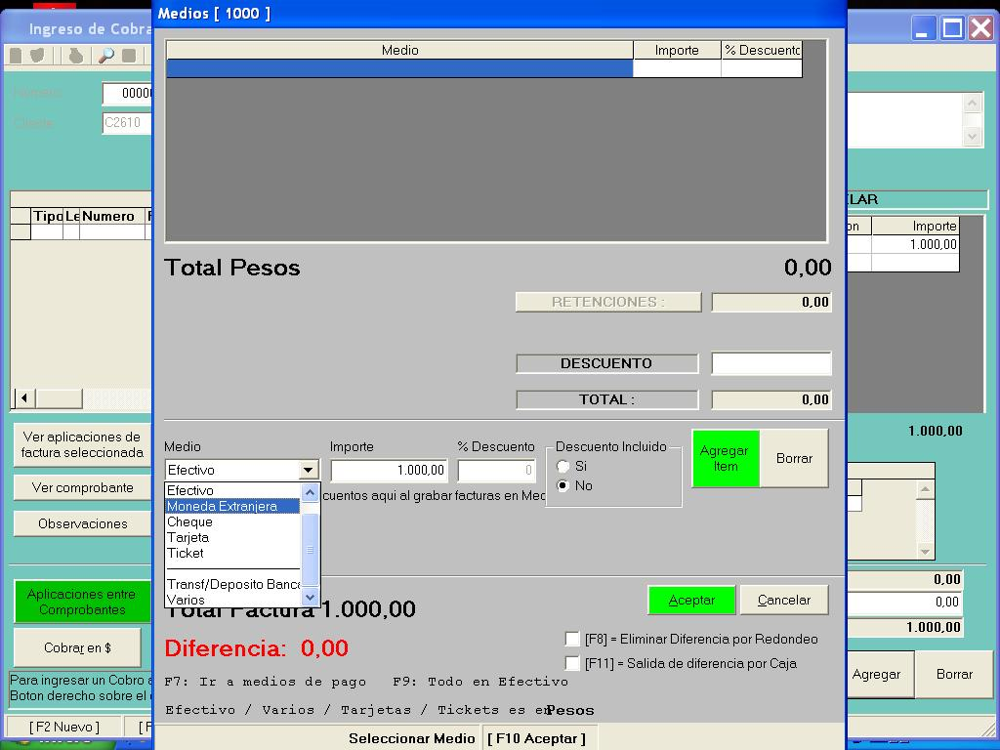 Medios [ 1000 ]
Ingreso de Cobra
Medio Importe % Descuento
Numero 0000
Cliente C2610
LAR
Tipo Le Numero F
on Importe
1.000,00
Total Pesos 0,00
RETENCIONES : 0,00
DESCUENTO
TOTAL : 0,00
1.000,00
Ver aplicaciones de
factura seleccionada
Ver comprobante
Observaciones
Medio Importe % Descuento Descuento Incluido
Efectivo 1.000,00 0
Si
No
Agregar
Item
Borrar
cuentos aqui al grabar facturas en Mec
Efectivo
Moneda Extranjera
Cheque
Tarjeta
Ticket
Transf/Deposito Banca
Varios
Total Factura 1.000,00
Aceptar Cancelar
Diferencia: 0,00
[F8] = Eliminar Diferencia por Redondeo
[F11] = Salida de diferencia por Caja
F7: Ir a medios de pago F9: Todo en Efectivo
Efectivo / Varios / Tarjetas / Tickets es en Pesos
Seleccionar Medio [ F10 Aceptar ]
Aplicaciones entre
Comprobantes
Cobrar en $
Para ingresar un Cobro a
Boton derecho sobre el
[ F2 Nuevo ] [ F
0,00
0,00
1.000,00
Agregar Borrar